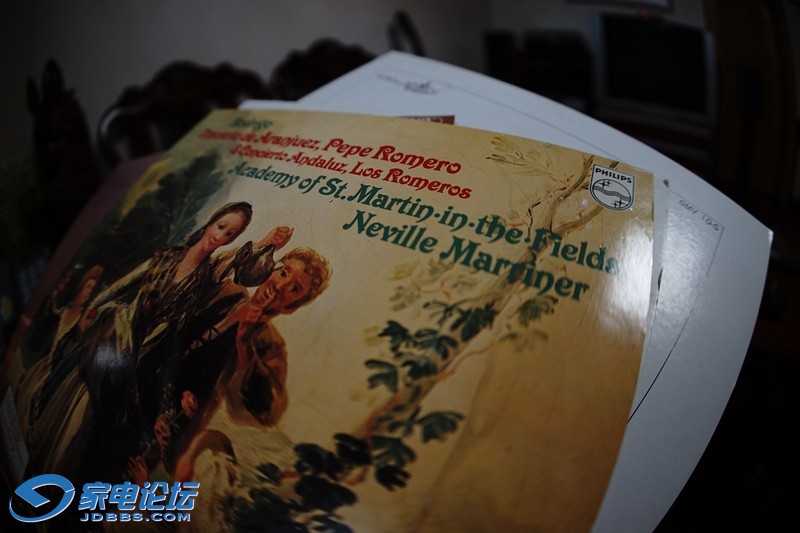 Rodrigo
Concierto de Aranjuez, Pepe Romero
& Concierto Andaluz, Los Romeros
Academy of St. Martin-in-the-Fields
Neville Marriner
PHILIPS
家电论坛
JDBBS.COM